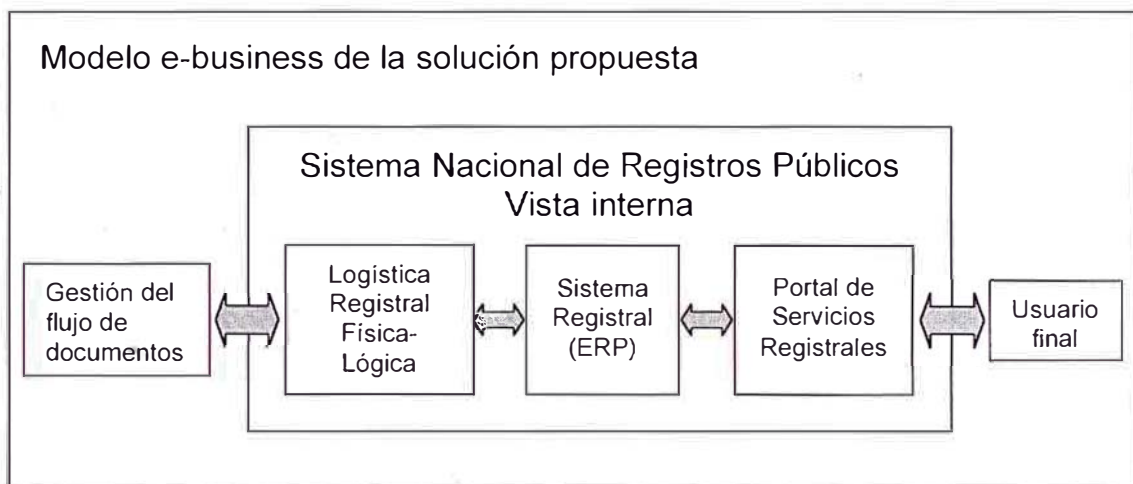 Modelo e-business de la solución propuesta
Sistema Nacional de Registros Públicos
Vista interna
Gestión del
flujo de
documentos
Logística
Registral
Física-
Lógica
Sistema
Registral
(ERP)
Portal de
Servicios
Registrales
Usuario
final